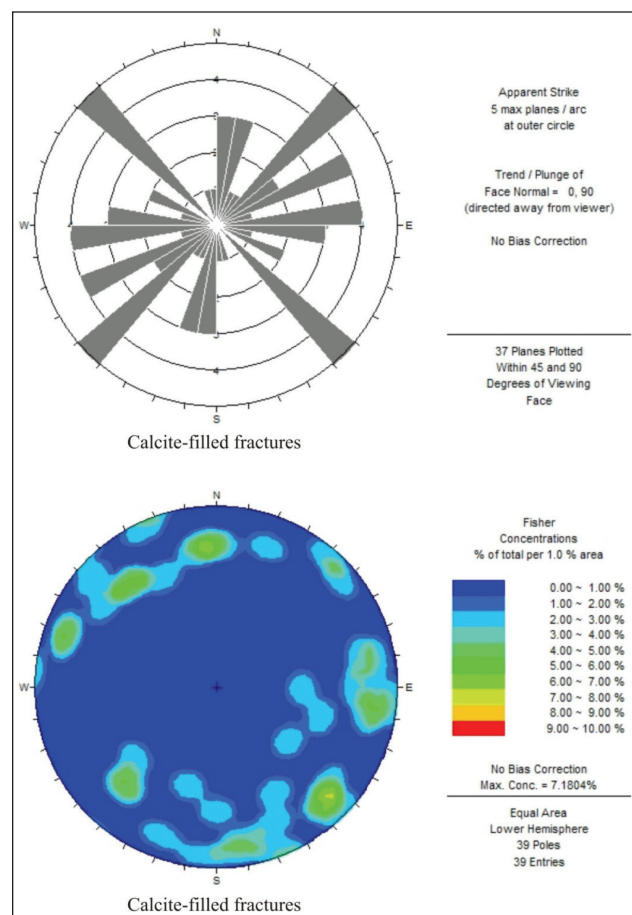 N
4
3
W
E
4
S
Apparent Strike
5 max planes / arc
at outer circle
Trend / Plunge of
Face Normal = 0, 90
(directed away from viewer)
No Bias Correction
37 Planes Plotted
Within 45 and 90
Degrees of Viewing
Face
Calcite-filled fractures
N
W
E
S
Fisher
Concentrations
% of total per 1.0 % area
0.00 ~ 1.00 %
1.00 ~ 2.00 %
2.00 ~ 3.00 %
3.00 ~ 4.00 %
4.00 ~ 5.00 %
5.00 ~ 6.00 %
6.00 ~ 7.00 %
7.00 ~ 8.00 %
8.00 ~ 9.00 %
9.00 ~ 10.00 %
No Bias Correction
Max. Conc. = 7.1804%
Equal Area
Lower Hemisphere
39 Poles
39 Entries
Calcite-filled fractures